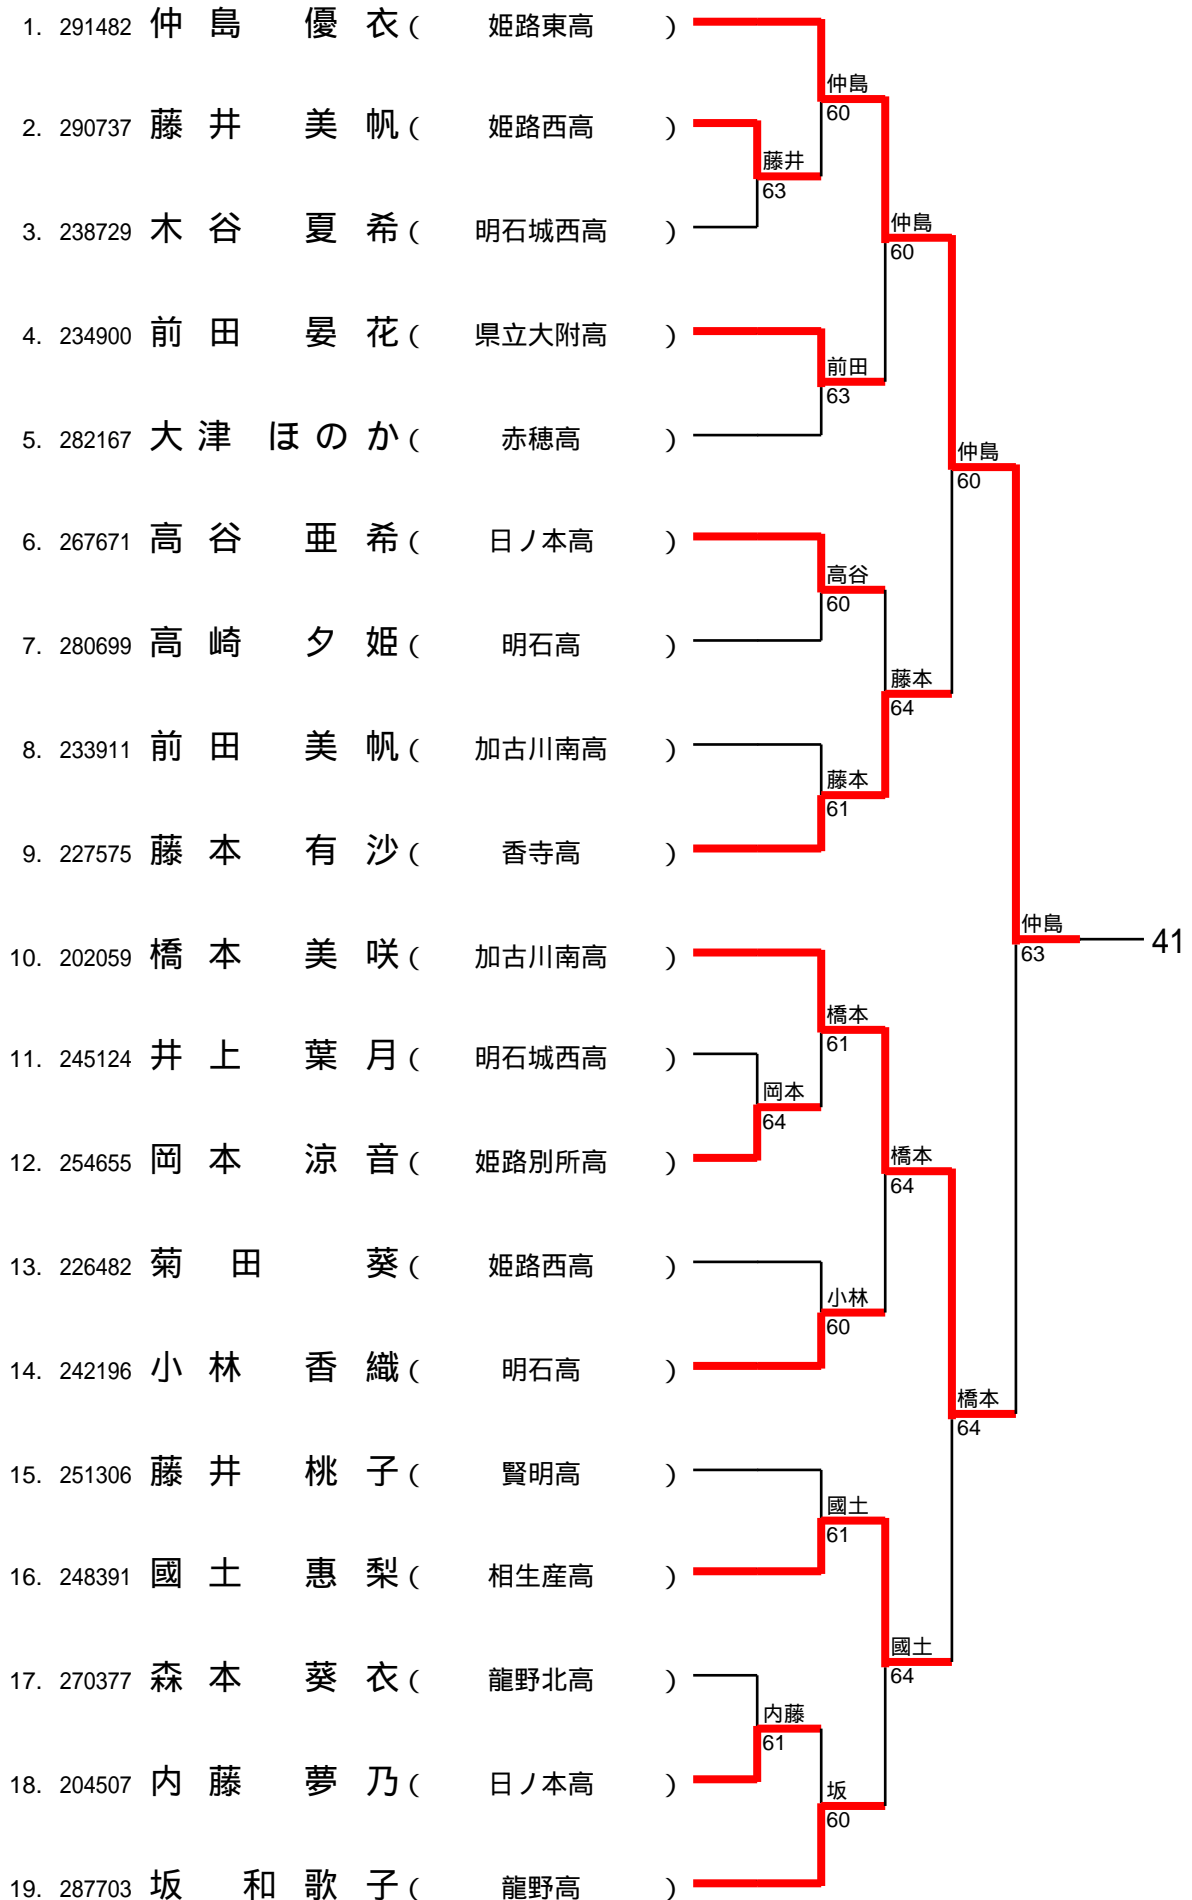 1. 291482 仲島 優衣 ( 姫路東高 )
仲島
60
2. 290737 藤井 美帆 ( 姫路西高 )
藤井
63
3. 238729 木谷 夏希 ( 明石城西高 )
仲島
60
4. 234900 前田 晏花 ( 県立大附高 )
前田
63
5. 282167 大津 ほのか ( 赤穂高 )
仲島
60
6. 267671 高谷 亜希 ( 日ノ本高 )
高谷
60
7. 280699 高崎 夕姫 ( 明石高 )
藤本
64
8. 233911 前田 美帆 ( 加古川南高 )
藤本
61
9. 227575 藤本 有沙 ( 香寺高 )
仲島
63
41
10. 202059 橋本 美咲 ( 加古川南高 )
橋本
61
11. 245124 井上 葉月 ( 明石城西高 )
岡本
64
12. 254655 岡本 涼音 ( 姫路別所高 )
橋本
64
13. 226482 菊田 葵 ( 姫路西高 )
小林
60
14. 242196 小林 香織 ( 明石高 )
橋本
64
15. 251306 藤井 桃子 ( 賢明高 )
國土
61
16. 248391 國土 惠梨 ( 相生産高 )
國土
64
17. 270377 森本 葵衣 ( 龍野北高 )
内藤
61
18. 204507 内藤 夢乃 ( 日ノ本高 )
坂
60
19. 287703 坂 和歌子 ( 龍野高 )